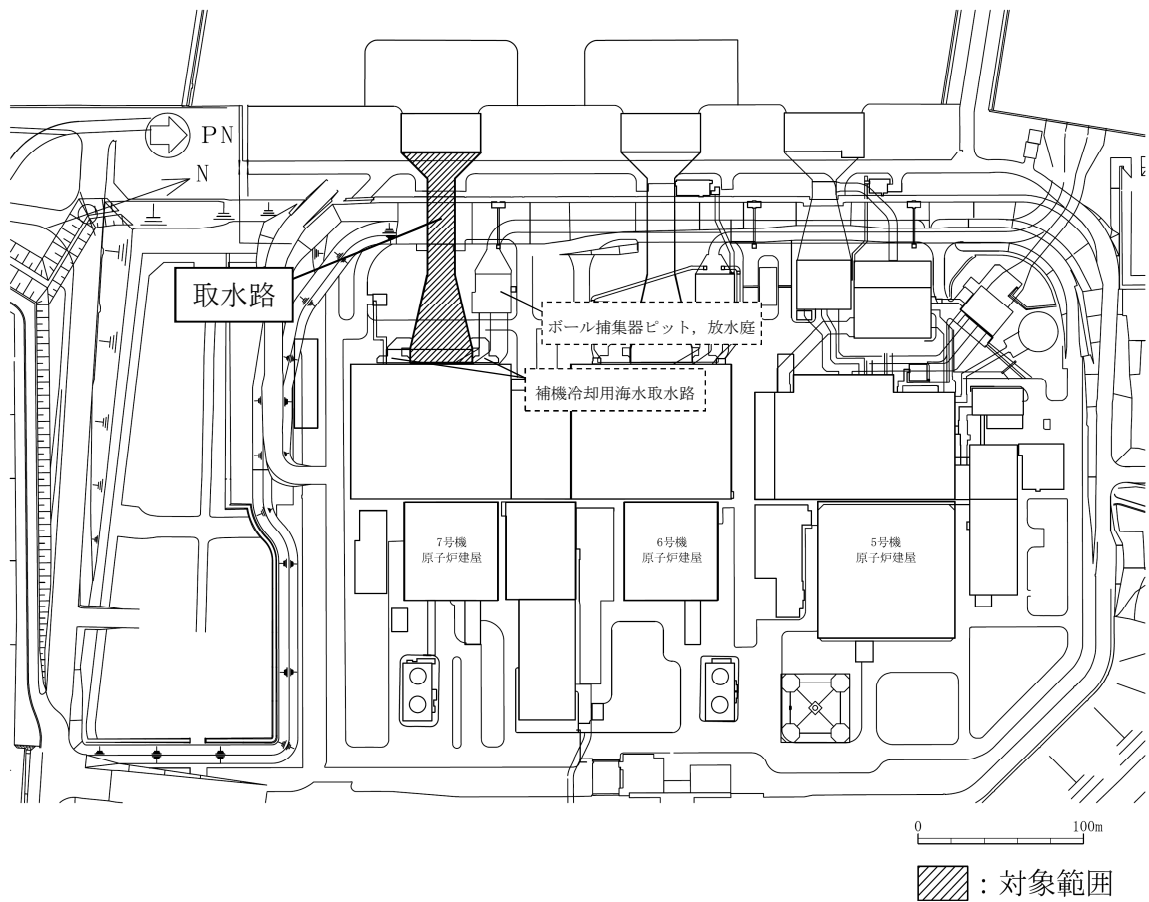 PN
N
取水路
ボール捕集器ピット，放水庭
補機冷却用海水取水路
7号機
原子炉建屋
6号機
原子炉建屋
5号機
原子炉建屋
0 100m
：対象範囲